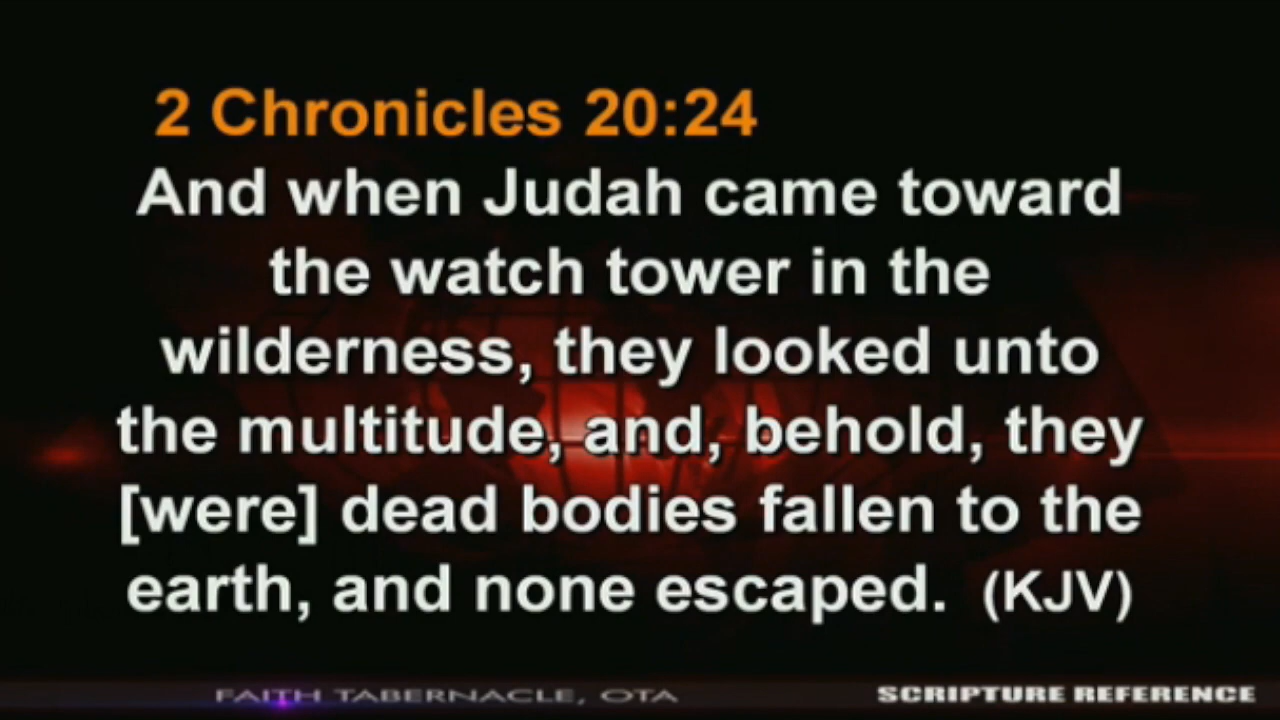 2 Chronicles 20:24
And when Judah came toward
the watch tower in the
wilderness, they looked unto
the multitude, and, behold, they
[were] dead bodies fallen to the
earth, and none escaped. (KJV)
FAITH TABERNACLE, OTA
SCRIPTURE REFERENCE